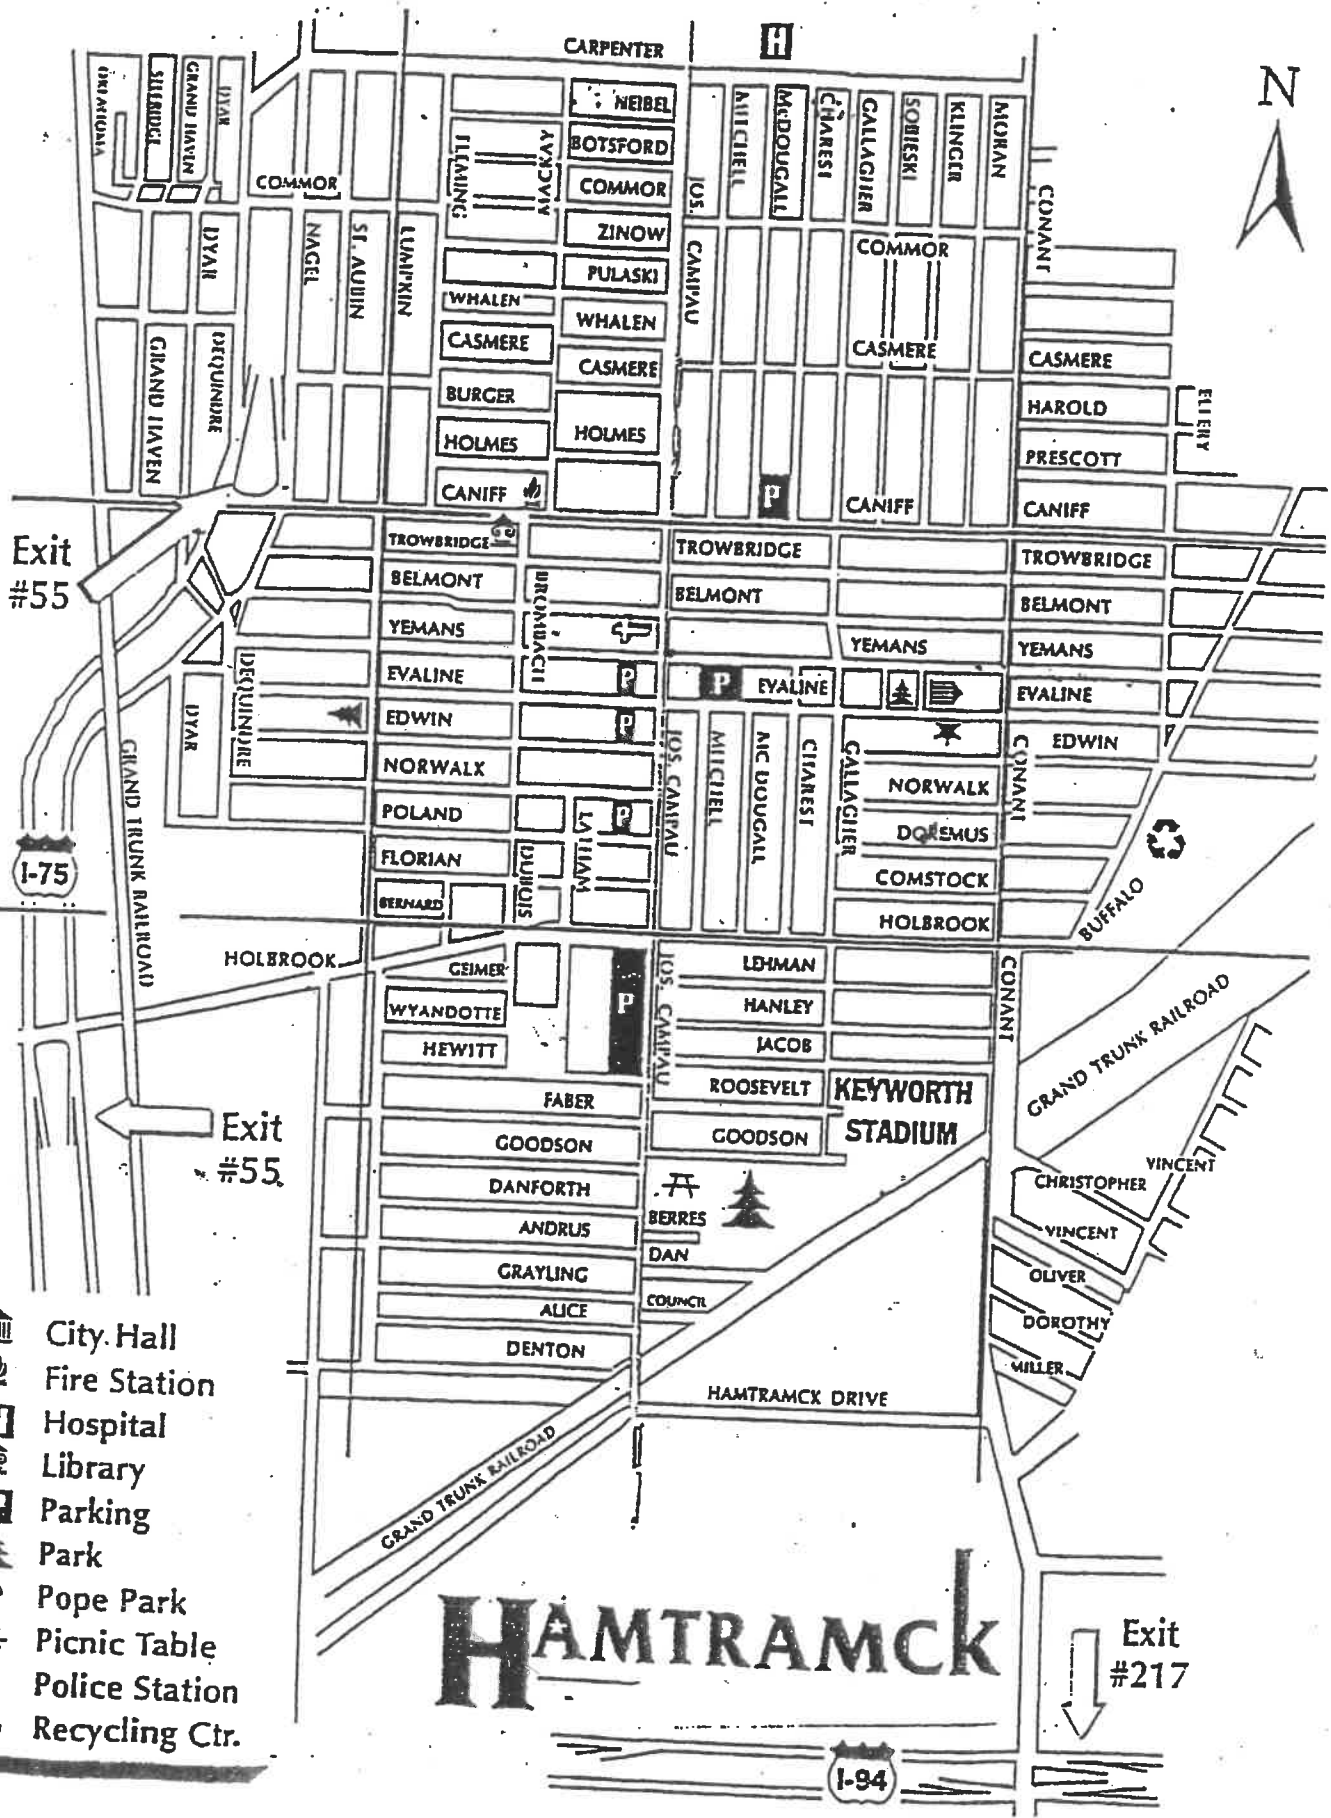 CARPENTER
H
N
SELFRIDGE
GRAND HAVEN
DYAR
COMMOR
FLEMING
MACKAY
NEIBEL
BOTSFORD
COMMOR
ZINOW
PULASKI
WHALEN
WHALEN
CASMERE
CASMERE
BURGER
HOLMES
HOLMES
CANIFF
JOS.
CAMPAU
MITCHELL
McDOUGALL
CHAREST
GALLAGHER
SOBIESKI
KLINGER
MORAN
CONANT
COMMOR
CASMERE
CASMERE
HAROLD
ELLERY
PRESCOTT
P
CANIFF
CANIFF
DYAR
NAGEL
ST. AUBIN
LUMPKIN
GRAND HAVEN
DEQUINDRE
Exit
#55
TROWBRIDGE
TROWBRIDGE
TROWBRIDGE
BELMONT
BELMONT
BELMONT
BROMBACH
YEMANS
YEMANS
YEMANS
EVALINE
P
P
EVALINE
EVALINE
DEQUINDRE
DYAR
EDWIN
P
EDWIN
NORWALK
NORWALK
POLAND
P
DOREMUS
FLORIAN
COMSTOCK
BERNARD
HOLBROOK
DUBOIS
LATHAM
JOS. CAMPAU
MITCHELL
MC DOUGALL
CHAREST
GALLAGHER
CONANT
BUFFALO
GRAND TRUNK RAILROAD
I-75
HOLBROOK
GEIMER
WYANDOTTE
HEWITT
P
JOS. CAMPAU
LEHMAN
HANLEY
JACOB
ROOSEVELT
GOODSON
CONANT
KEYWORTH
STADIUM
GRAND TRUNK RAILROAD
Exit
#55
FABER
GOODSON
DANFORTH
ANDRUS
GRAYLING
ALICE
DENTON
BERRES
DAN
COUNCIL
CHRISTOPHER
VINCENT
VINCENT
OLIVER
DOROTHY
MILLER
HAMTRAMCK DRIVE
GRAND TRUNK RAILROAD
City Hall
Fire Station
Hospital
Library
Parking
Park
Pope Park
Picnic Table
Police Station
Recycling Ctr.
HAMTRAMCK
Exit
#217
I-94